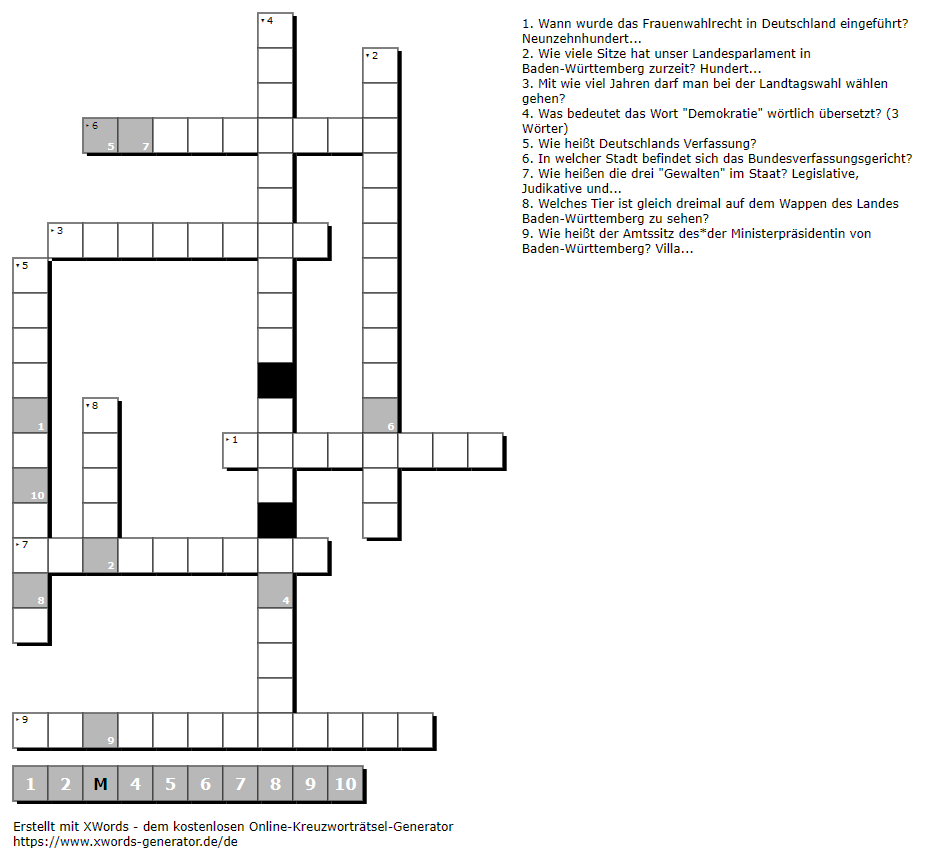 4
1. Wann wurde das Frauenwahlrecht in Deutschland eingeführt?
Neunzehnhundert...
2. Wie viele Sitze hat unser Landesparlament in
Baden-Württemberg zurzeit? Hundert...
3. Mit wie viel Jahren darf man bei der Landtagswahl wählen
gehen?
4. Was bedeutet das Wort "Demokratie" wörtlich übersetzt? (3
Wörter)
5. Wie heißt Deutschlands Verfassung?
6. In welcher Stadt befindet sich das Bundesverfassungsgericht?
7. Wie heißen die drei "Gewalten" im Staat? Legislative,
Judikative und...
8. Welches Tier ist gleich dreimal auf dem Wappen des Landes
Baden-Württemberg zu sehen?
9. Wie heißt der Amtssitz des*der Ministerpräsidentin von
Baden-Württemberg? Villa...
2
6
5 7
3
5
8
1 6
1
10
7
2
8 4
9
9
1 2 M 4 5 6 7 8 9 10
Erstellt mit XWords - dem kostenlosen Online-Kreuzworträtsel-Generator
https://www.xwords-generator.de/de